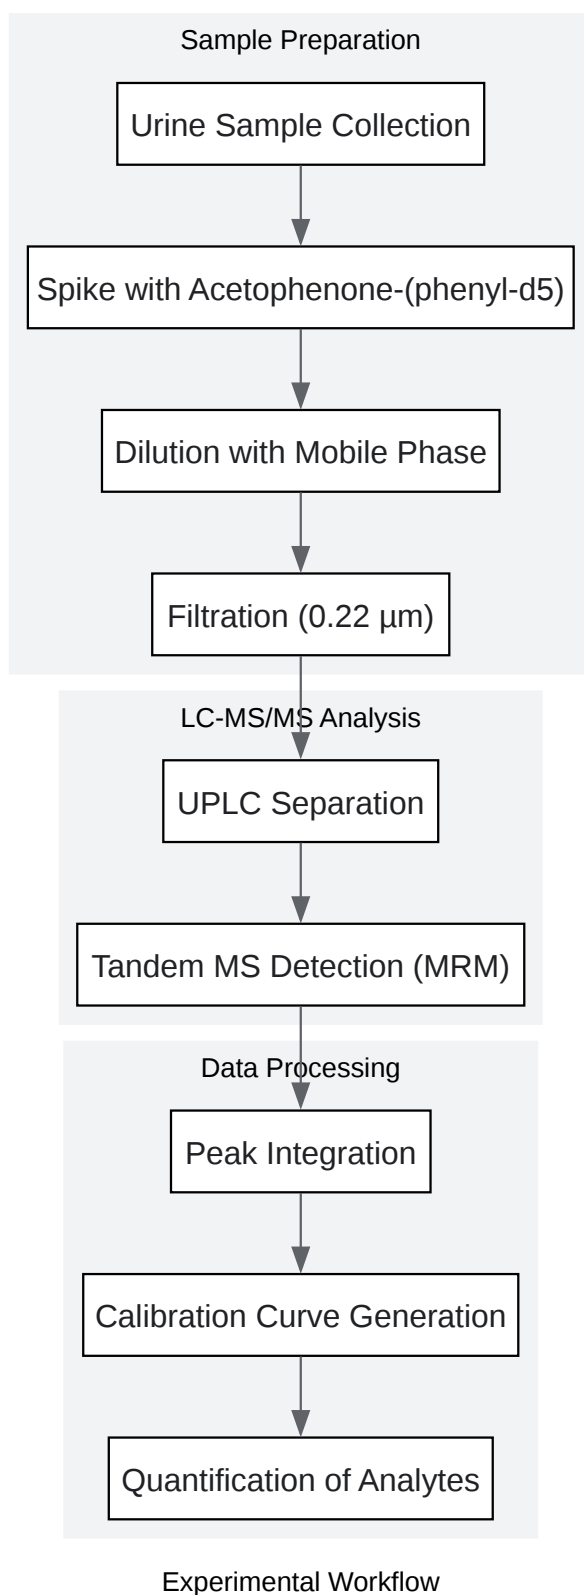 Sample Preparation
Urine Sample Collection
Spike with Acetophenone-(phenyl-d5)
Dilution with Mobile Phase
Filtration (0.22 µm)
LC-MS/MS Analysis
UPLC Separation
Tandem MS Detection (MRM)
Data Processing
Peak Integration
Calibration Curve Generation
Quantification of Analytes
Experimental Workflow